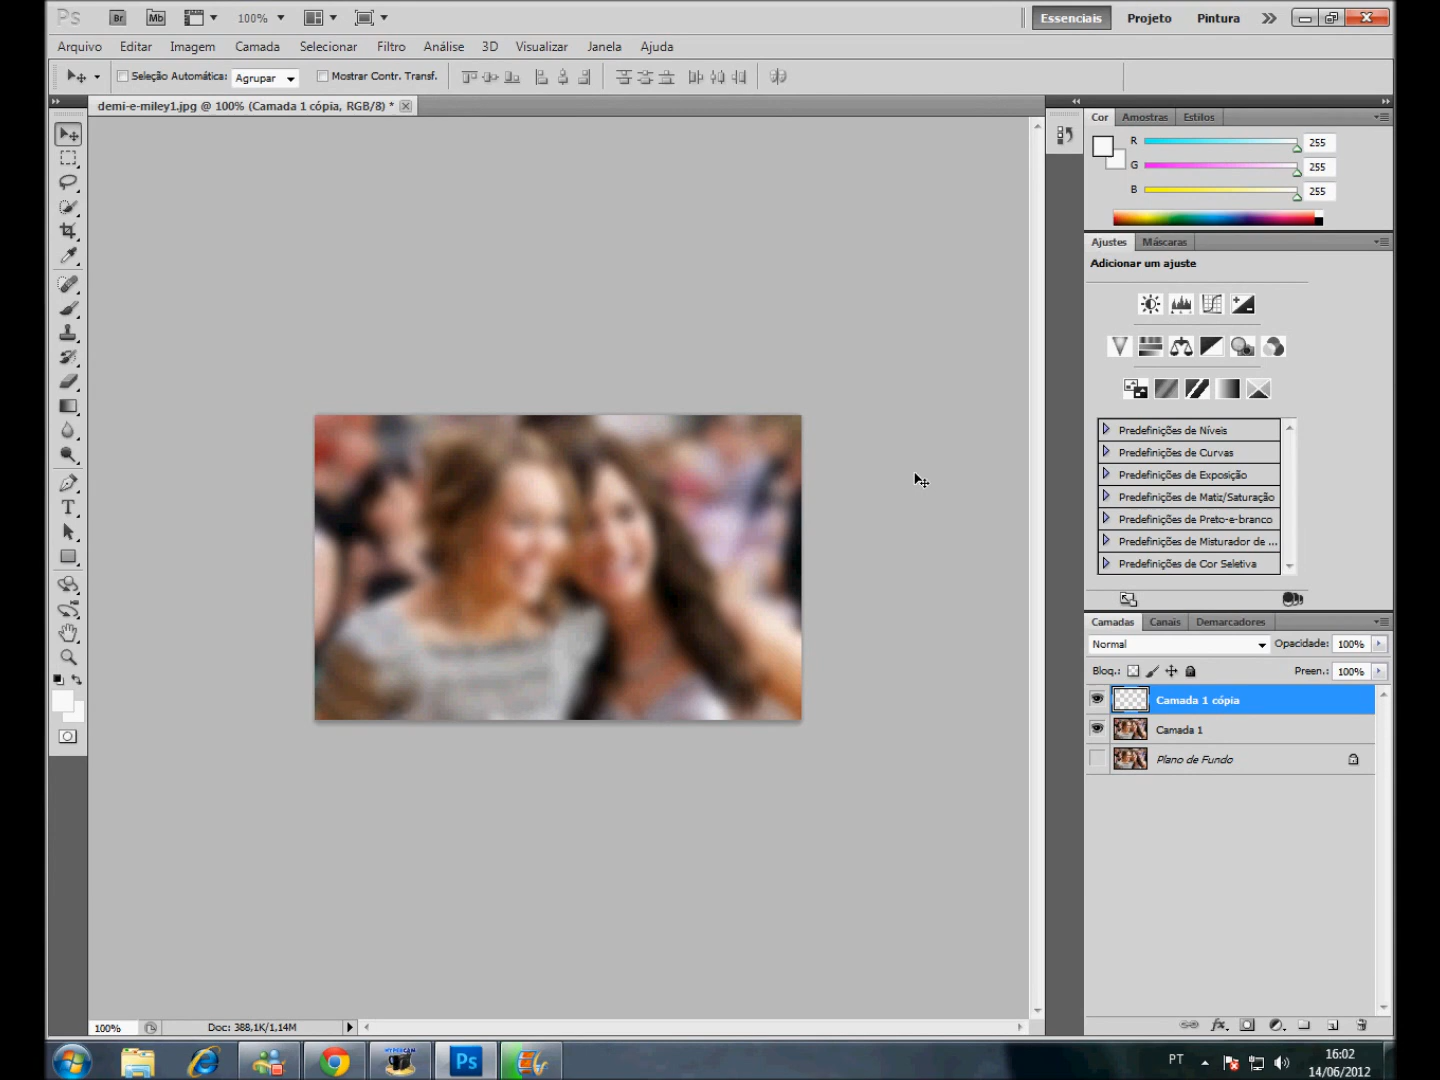 Ps Br Mb 100% Essenciais Projeto Pintura
Arquivo Editar Imagem Camada Selecionar Filtro Análise 3D Visualizar Janela Ajuda
Seleção Automática: Agrupar Mostrar Contr. Transf.
demi-e-miley1.jpg @ 100% (Camada 1 cópia, RGB/8) *
Cor Amostras Estilos
R 255
G 255
B 255
Ajustes Máscaras
Adicionar um ajuste
Predefinições de Níveis
Predefinições de Curvas
Predefinições de Exposição
Predefinições de Matiz/Saturação
Predefinições de Preto-e-branco
Predefinições de Misturador de ...
Predefinições de Cor Seletiva
Camadas Canais Demarcadores
Normal Opacidade: 100%
Bloq.: Preen.: 100%
Camada 1 cópia
Camada 1
Plano de Fundo
100% Doc: 388,1K/1,14M
HYPERCAM Ps PT 16:02
14/06/2012